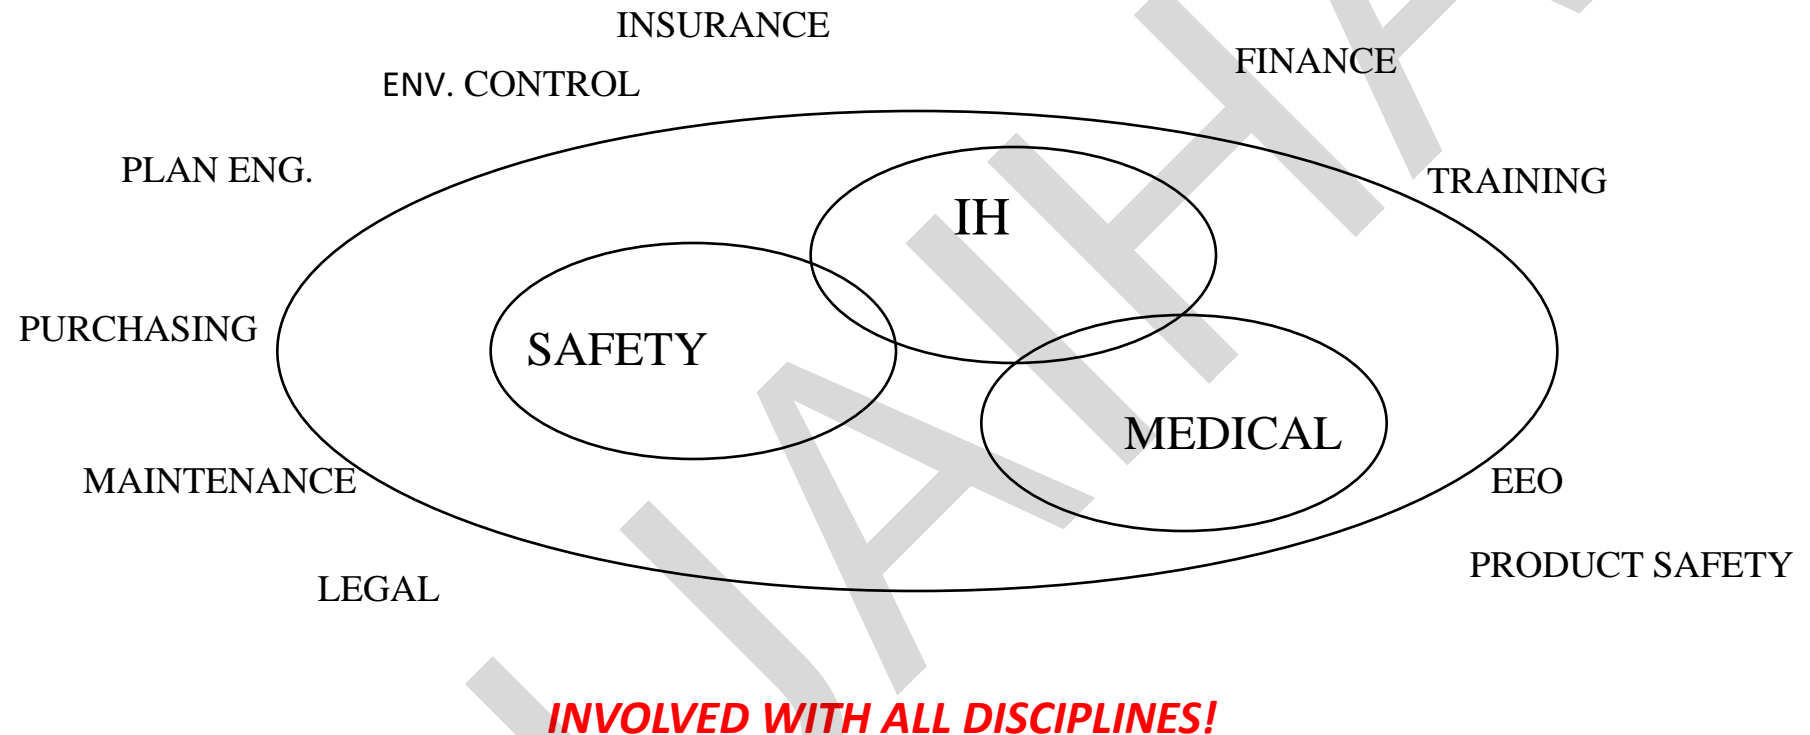 INSURANCE
FINANCE
ENV. CONTROL
PLAN ENG.
TRAINING
IH
PURCHASING
SAFETY
MEDICAL
MAINTENANCE
EEO
PRODUCT SAFETY
LEGAL
INVOLVED WITH ALL DISCIPLINES!